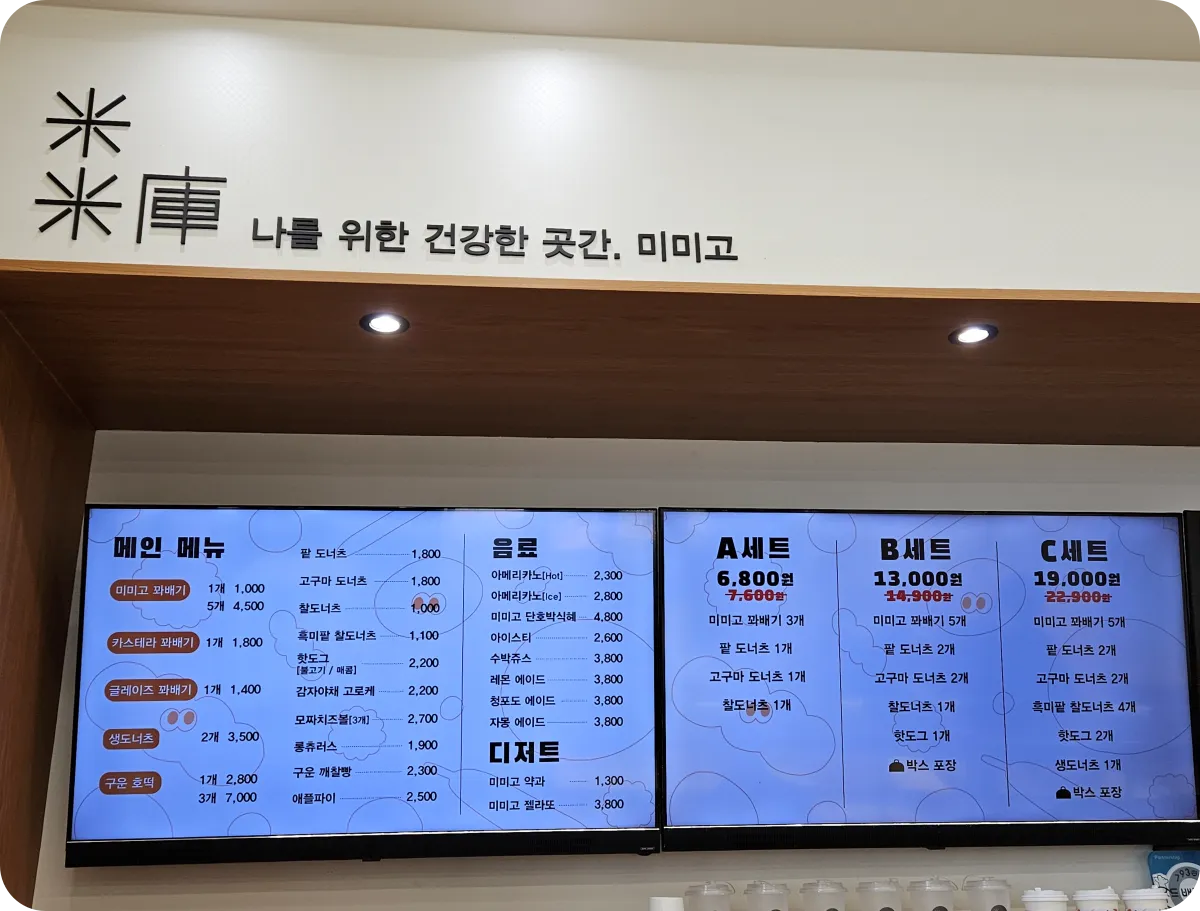 米
米庫
나를 위한 건강한 곳간. 미미고
메인 메뉴
미미고 꽈배기 1개 1,000
5개 4,500
카스테라 꽈배기 1개 1,800
글레이즈 꽈배기 1개 1,400
생도너츠 2개 3,500
구운 호떡 1개 2,800
3개 7,000
팥 도너츠 1,800
고구마 도너츠 1,800
찰도너츠 1,000
흑미팥 찰도너츠 1,100
핫도그 2,200
[불고기 / 매콤]
감자야채 고로케 2,200
모짜치즈볼[3개] 2,700
롱츄러스 1,900
구운 깨찰빵 2,300
애플파이 2,500
음료
아메리카노[Hot] 2,300
아메리카노[Ice] 2,800
미미고 단호박식혜 4,800
아이스티 2,600
수박쥬스 3,800
레몬 에이드 3,800
청포도 에이드 3,800
자몽 에이드 3,800
디저트
미미고 약과 1,300
미미고 젤라또 3,800
A세트
6,800원
7,600원
미미고 꽈배기 3개
팥 도너츠 1개
고구마 도너츠 1개
찰도너츠 1개
B세트
13,000원
14,900원
미미고 꽈배기 5개
팥 도너츠 2개
고구마 도너츠 2개
찰도너츠 1개
핫도그 1개
박스 포장
C세트
19,000원
22,900원
미미고 꽈배기 5개
팥 도너츠 2개
고구마 도너츠 2개
흑미팥 찰도너츠 4개
핫도그 2개
생도너츠 1개
박스 포장